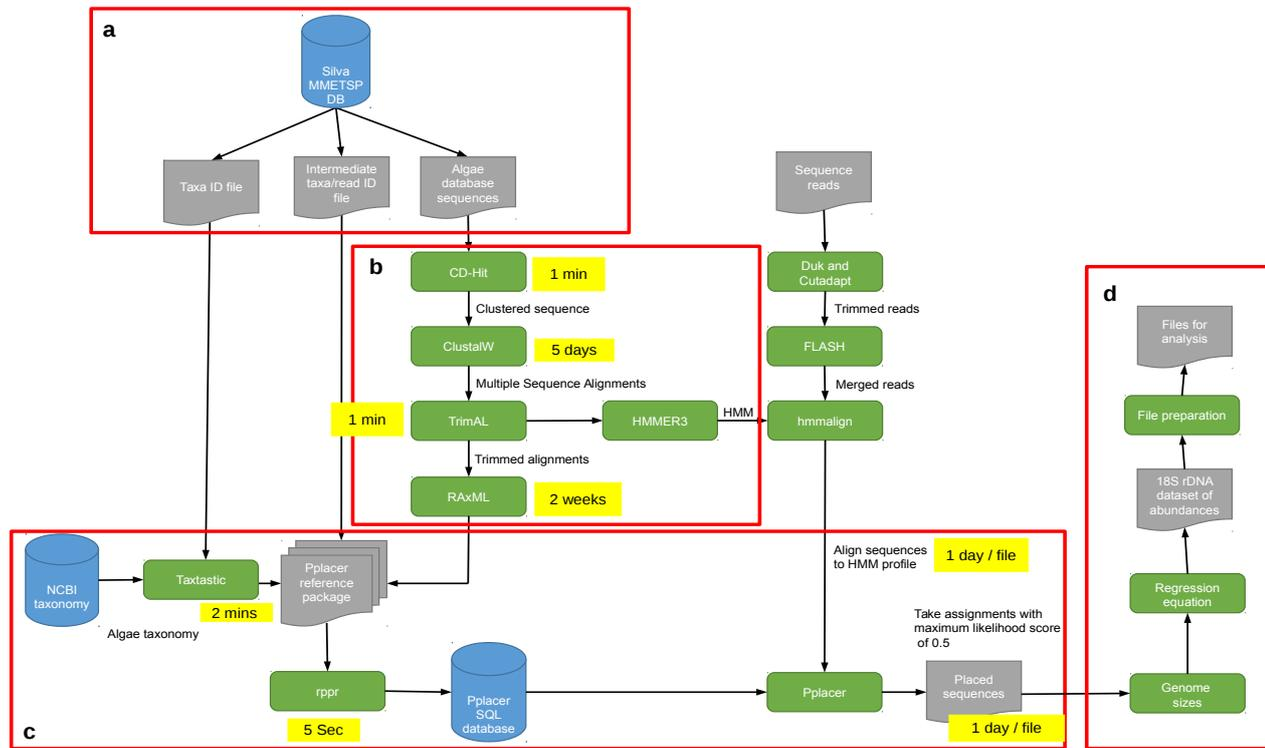 a
Silva
MMETSP
DB
Taxa ID file
Intermediate
taxa/read ID
file
Algae
database
sequences
Sequence
reads
b
CD-Hit
1 min
Clustered sequence
ClustalW
5 days
Multiple Sequence Alignments
1 min
TrimAL
HMMER3
HMM
Trimmed alignments
RAxML
2 weeks
Duk and
Cutadapt
Trimmed reads
FLASH
Merged reads
hmmalign
c
NCBI
taxonomy
Taxtastic
2 mins
Algae taxonomy
Pplacer
reference
package
rppr
5 Sec
Pplacer
SQL
database
Align sequences
to HMM profile
1 day / file
Take assignments with
maximum likelihood score
of 0.5
Pplacer
Placed
sequences
1 day / file
d
Files for
analysis
File preparation
18S rDNA
dataset of
abundances
Regression
equation
Genome
sizes